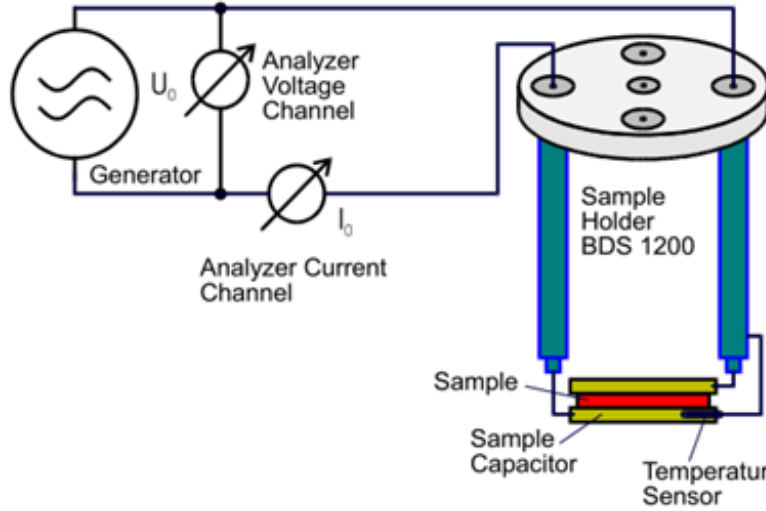 U₀
Analyzer
Voltage
Channel
Generator
I₀
Analyzer Current
Channel
Sample
Holder
BDS 1200
Sample
Sample
Capacitor
Temperatur
Sensor